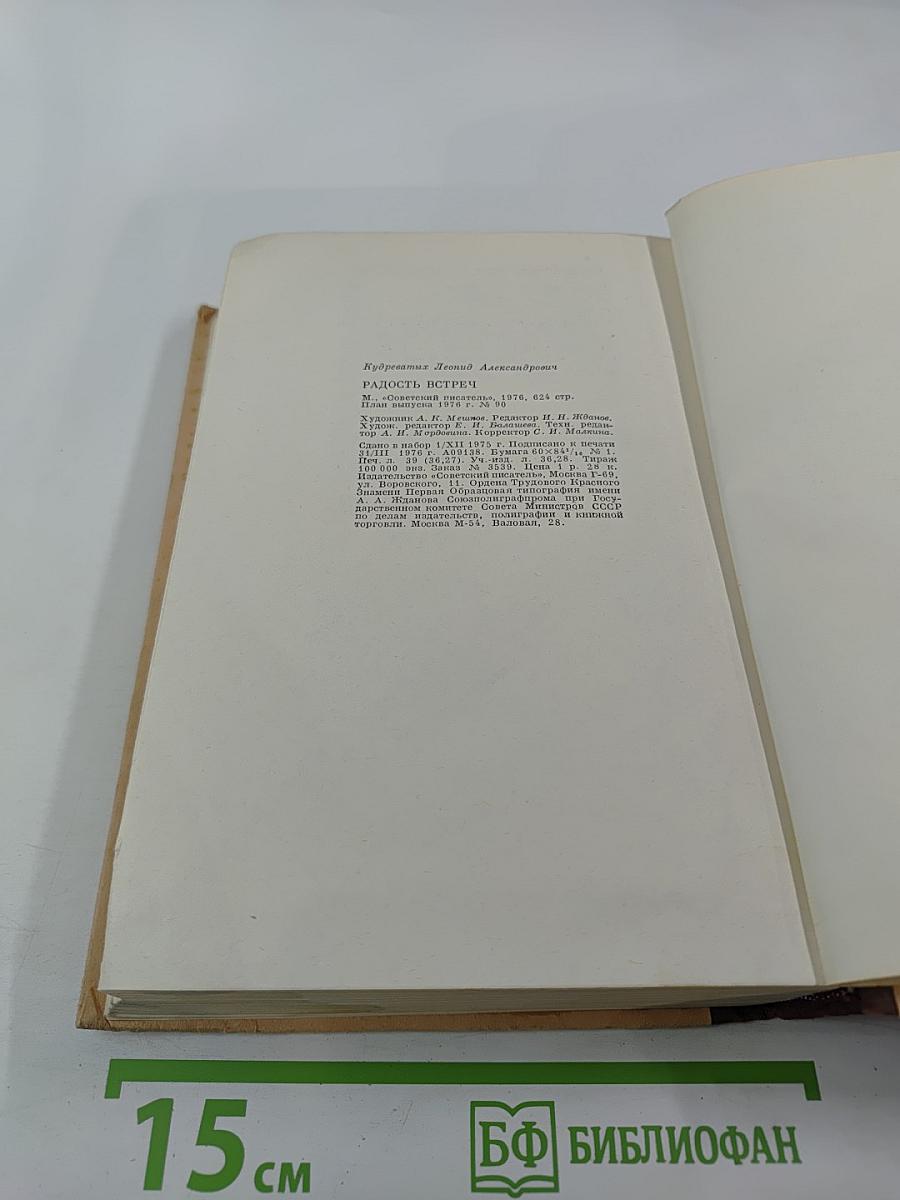 Кудреватых Леонид Александрович
РАДОСТЬ ВСТРЕЧ
М., «Советский писатель», 1976, 624 стр.
План выпуска 1976 г. № 90
Художник А. К. Мешков. Редактор И. Н. Жданов.
Худож. редактор Е. И. Балашева. Техн. редак-
тор А. И. Мордовина. Корректор С. И. Малкина.
Сдано в набор 1/XII 1975 г. Подписано к печати
31/III 1976 г. А09138. Бумага 60×84¹/₁₆ № 1.
Печ. л. 39 (36,27). Уч.-изд. л. 36,28. Тираж
100 000 экз. Заказ № 3539. Цена 1 р. 28 к.
Издательство «Советский писатель», Москва Г-69,
ул. Воровского, 11. Ордена Трудового Красного
Знамени Первая Образцовая типография имени
А. А. Жданова Союзполиграфпрома при Госу-
дарственном комитете Совета Министров СССР
по делам издательств, полиграфии и книжной
торговли. Москва М-54, Валовая, 28.
15 см
БФ БИБЛИОФАН